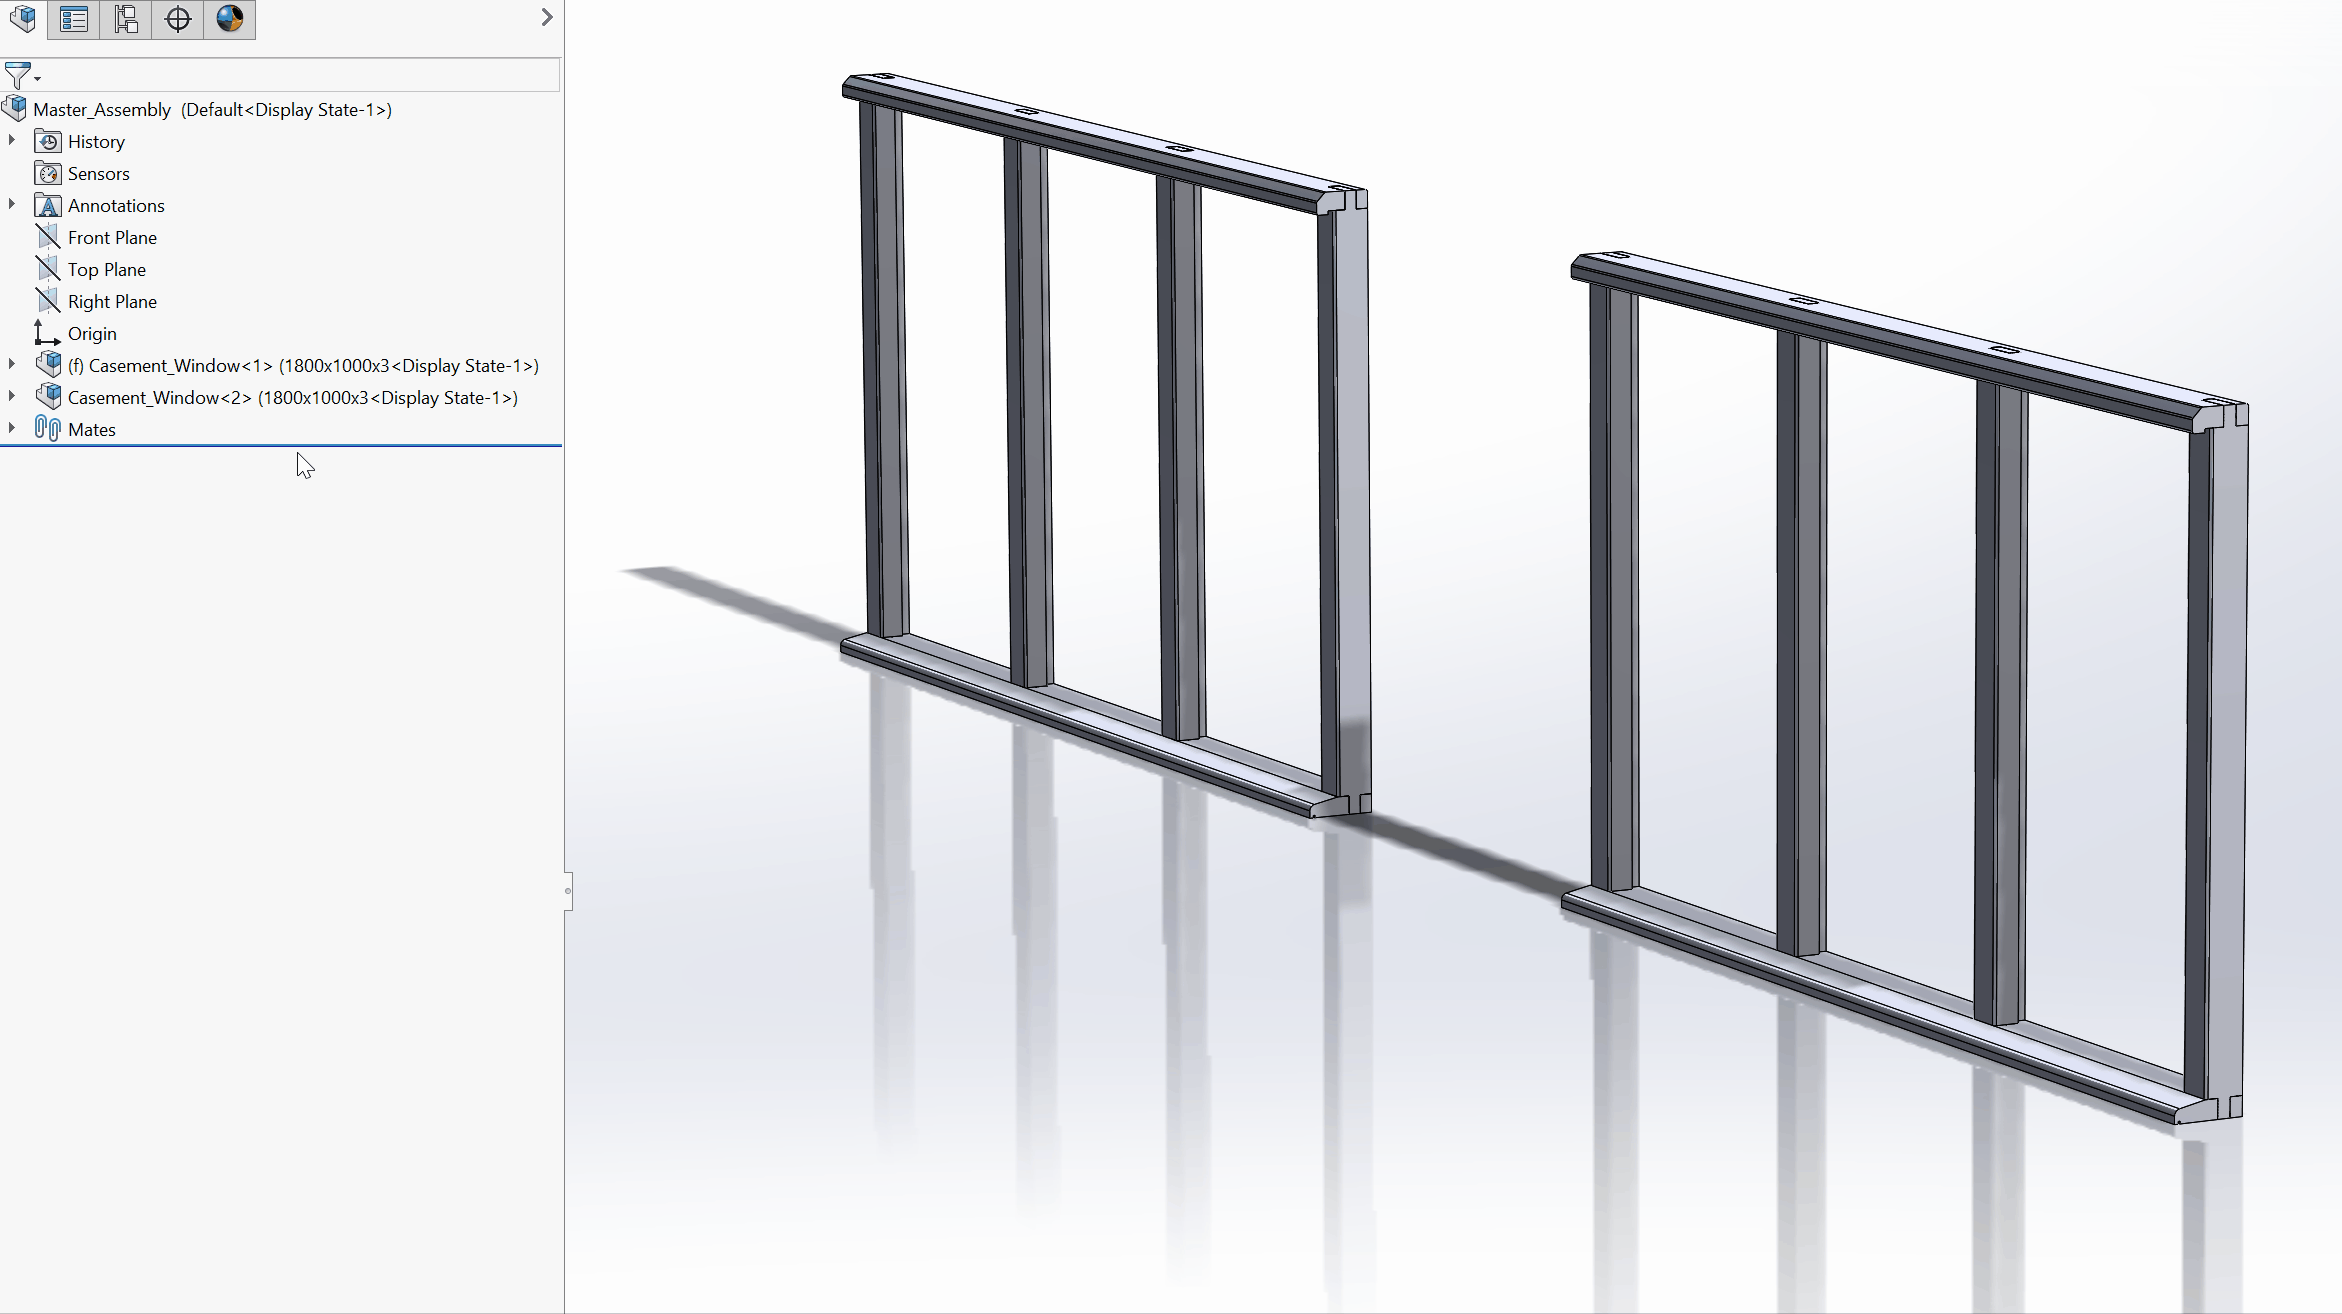 Master_Assembly (Default<Display State-1>)
History
Sensors
Annotations
Front Plane
Top Plane
Right Plane
Origin
(f) Casement_Window<1> (1800x1000x3<Display State-1>)
Casement_Window<2> (1800x1000x3<Display State-1>)
Mates